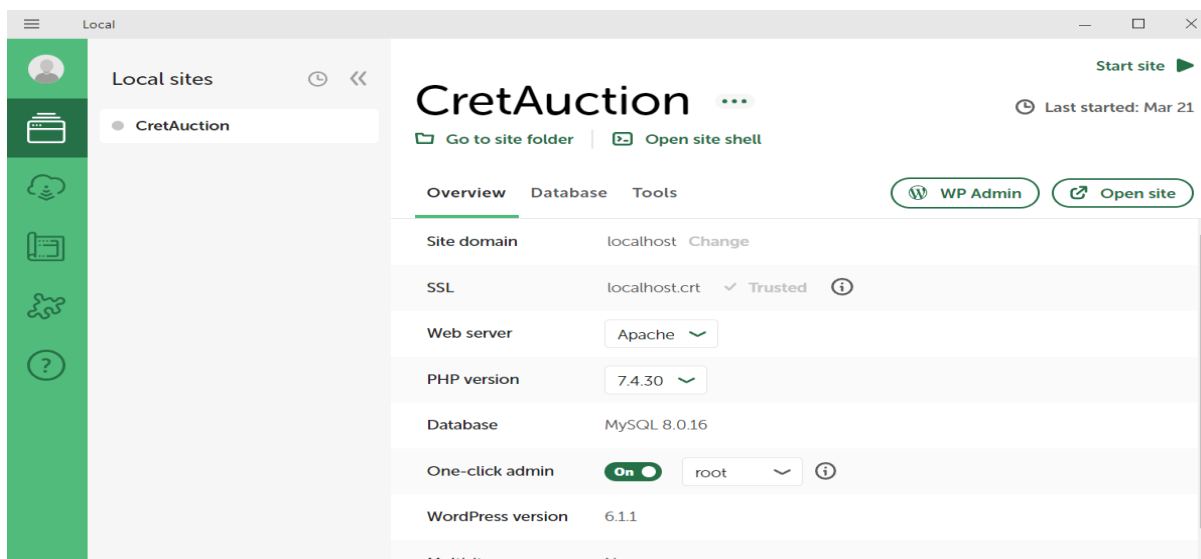 Local
Local sites
CretAuction
Start site
CretAuction
Last started: Mar 21
Go to site folder
Open site shell
Overview Database Tools
WP Admin
Open site
Site domain localhost Change
SSL localhost.crt Trusted
Web server Apache
PHP version 7.4.30
Database MySQL 8.0.16
One-click admin On root
WordPress version 6.1.1